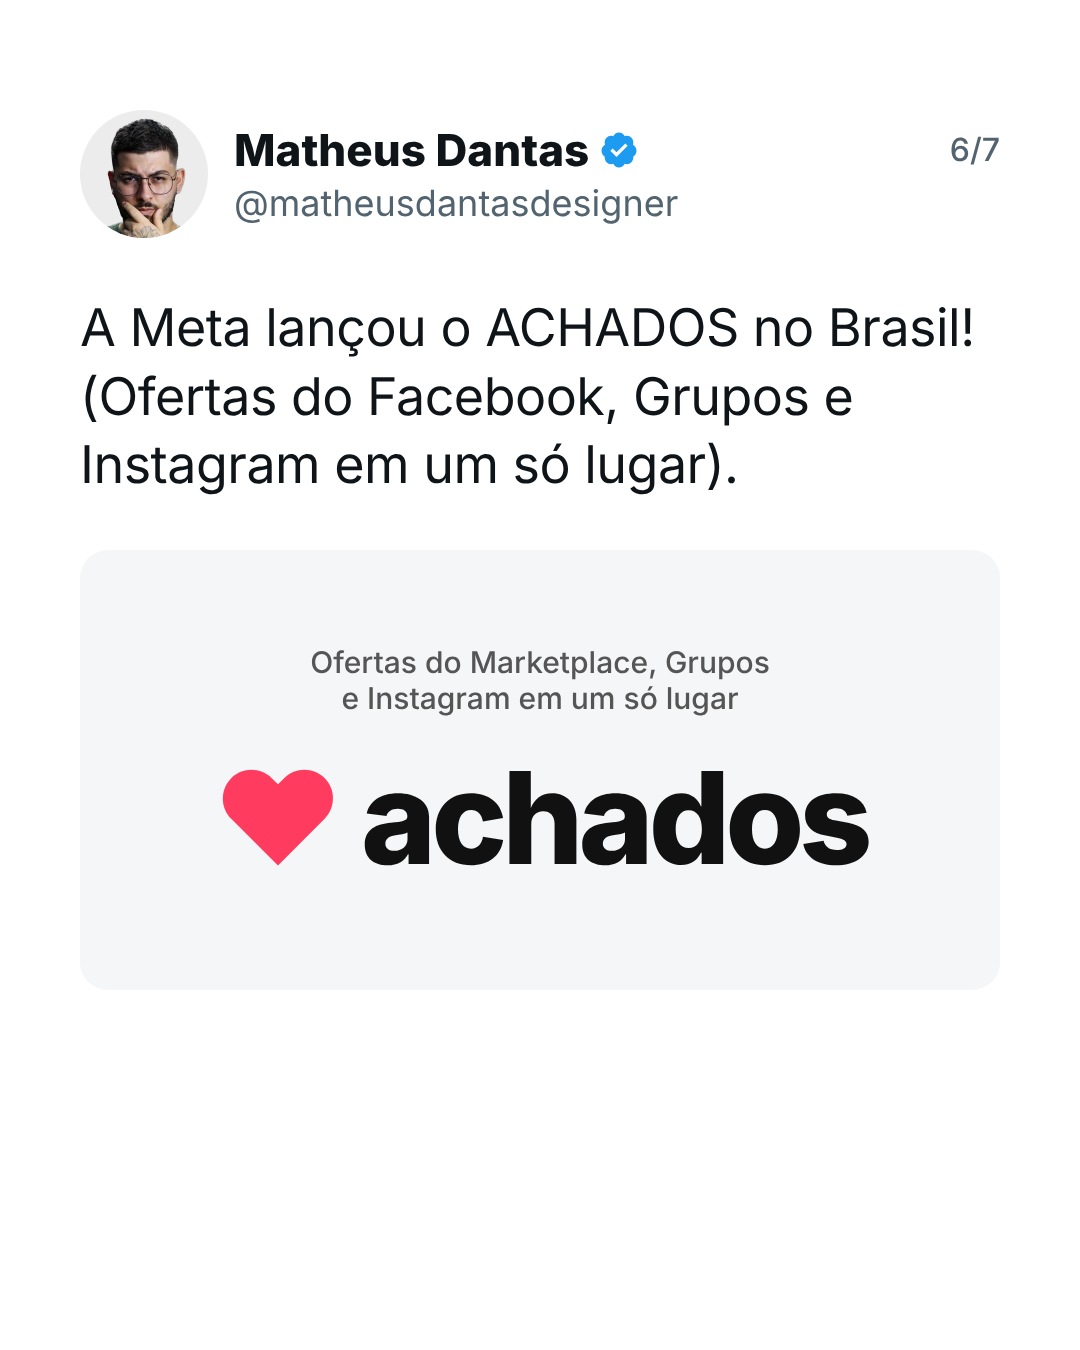 Matheus Dantas
6/7
@matheusdantasdesigner
A Meta lançou o ACHADOS no Brasil!
(Ofertas do Facebook, Grupos e
Instagram em um só lugar).
Ofertas do Marketplace, Grupos
e Instagram em um só lugar
achados